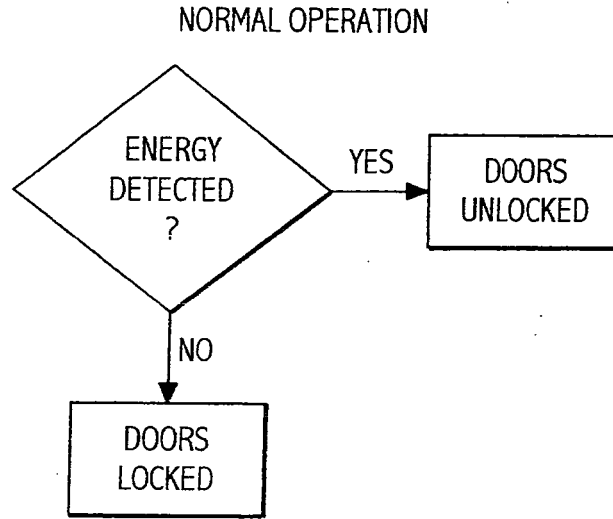 NORMAL OPERATION
ENERGY
DETECTED
?
YES
DOORS
UNLOCKED
NO
DOORS
LOCKED